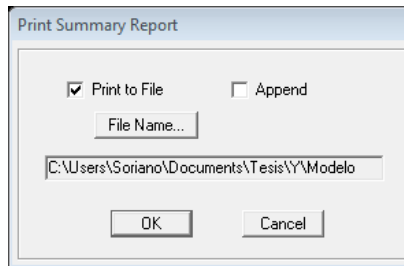 Print Summary Report
Print to File
Append
File Name...
C:\Users\Soriano\Documents\Tesis\Y\Modelo
OK
Cancel